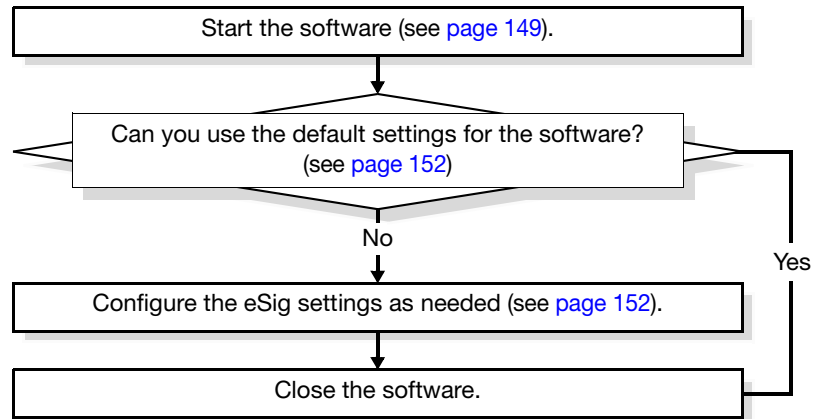 Start the software (see page 149).
Can you use the default settings for the software?
(see page 152)
No
Yes
Configure the eSig settings as needed (see page 152).
Close the software.